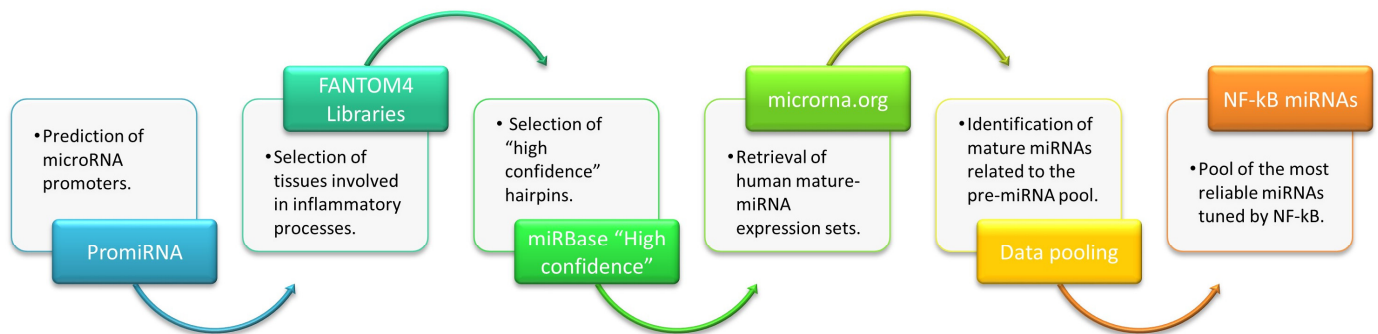 •Prediction of
microRNA
promoters.
PromiRNA
FANTOM4
Libraries
•Selection of
tissues involved
in inflammatory
processes.
• Selection of
“high
confidence”
hairpins.
miRBase “High
confidence”
microrna.org
•Retrieval of
human mature-
miRNA
expression sets.
•Identification of
mature miRNAs
related to the
pre-miRNA pool.
Data pooling
NF-kB miRNAs
•Pool of the most
reliable miRNAs
tuned by NF-kB.